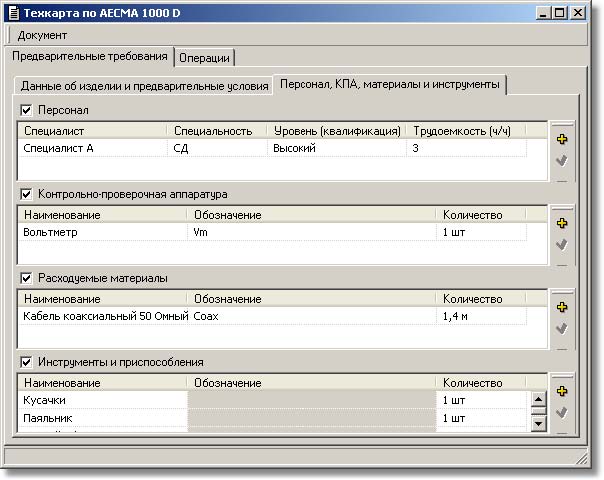 Техкарта по AECMA 1000 D
Документ
Предварительные требования Операции
Данные об изделии и предварительные условия Персонал, КПА, материалы и инструменты
Персонал
Специалист Специальность Уровень (квалификация) Трудоемкость (ч/ч)
Специалист А СД Высокий 3
Контрольно-проверочная аппаратура
Наименование Обозначение Количество
Вольтметр Vm 1 шт
Расходуемые материалы
Наименование Обозначение Количество
Кабель коаксиальный 50 Омный Coax 1,4 м
Инструменты и приспособления
Наименование Обозначение Количество
Кусачки 1 шт
Паяльник 1 шт